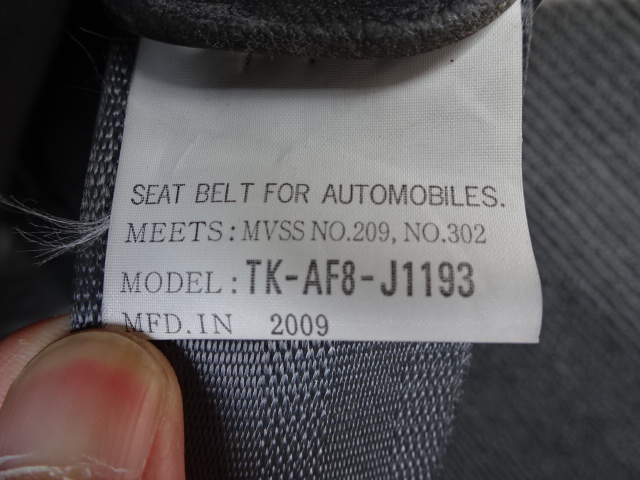 SEAT BELT FOR AUTOMOBILES.
MEETS: MVSS NO.209, NO.302
MODEL: TK-AF8-J1193
MFD.IN 2009